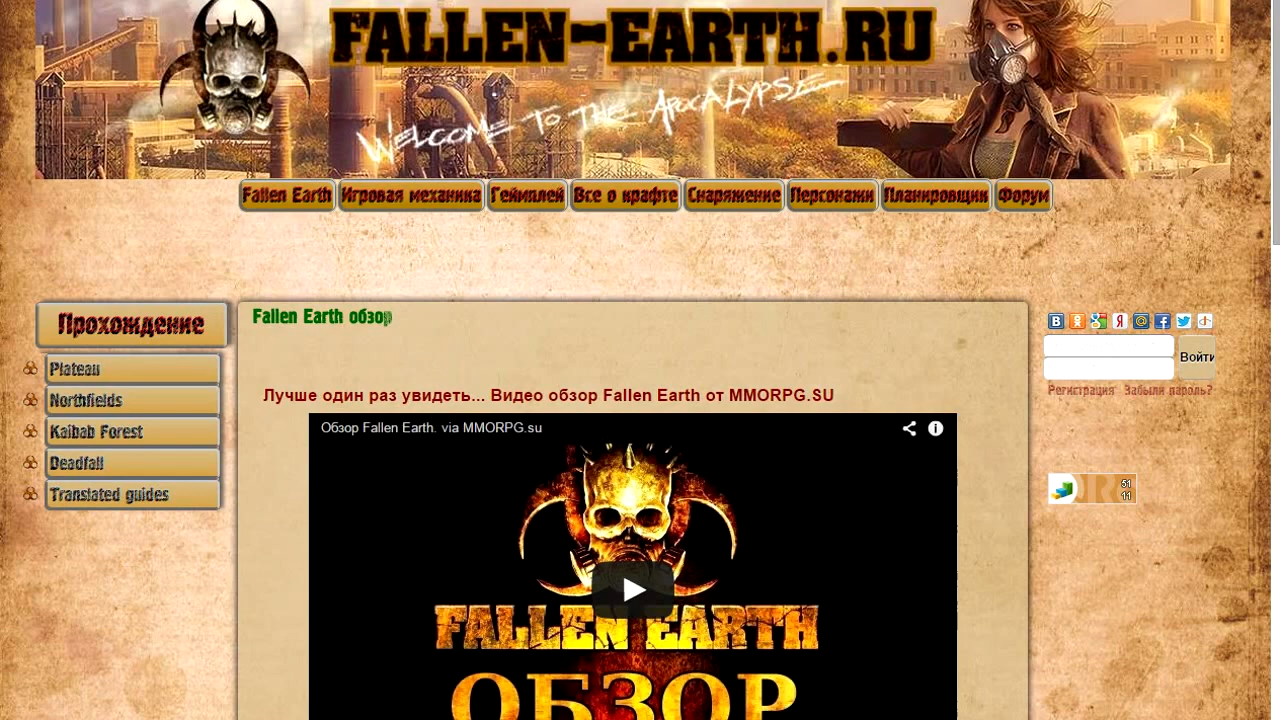 FALLEN-EARTH.RU
WELCOME TO THE APOCALYPSE
Fallen Earth Игровая механика Геймплей Все о крафте Снаряжение Персонажи Планировщик Форум
Прохождение
Plateau
Northfields
Kaibab Forest
Deadfall
Translated guides
Fallen Earth обзор
Лучше один раз увидеть... Видео обзор Fallen Earth от MMORPG.SU
Обзор Fallen Earth. via MMORPG.su
FALLEN EARTH
ОБЗОР
Войти
Регистрация Забыли пароль?
51
11